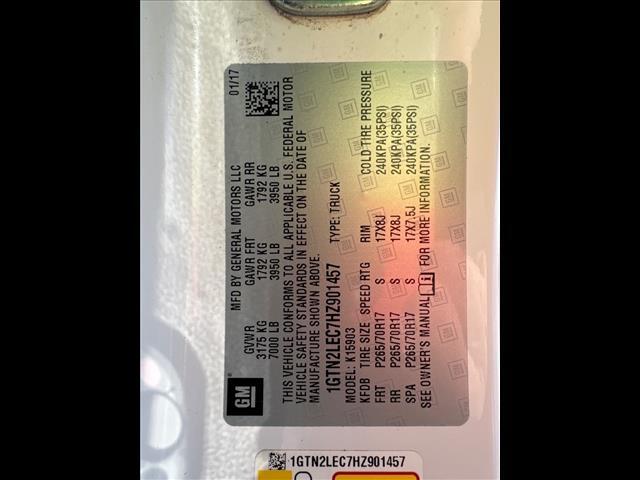 MFD BY GENERAL MOTORS LLC 01/17
GVWR GAWR FRT GAWR RR
3175 KG 1792 KG 1792 KG
7000 LB 3950 LB 3950 LB
THIS VEHICLE CONFORMS TO ALL APPLICABLE U.S. FEDERAL MOTOR
VEHICLE SAFETY STANDARDS IN EFFECT ON THE DATE OF
MANUFACTURE SHOWN ABOVE.
1GTN2LEC7HZ901457 TYPE: TRUCK
MODEL: K15903
KFDB TIRE SIZE SPEED RTG RIM COLD TIRE PRESSURE
FRT P265/70R17 S 17X8J 240KPA(35PSI)
RR P265/70R17 S 17X8J 240KPA(35PSI)
SPA P265/70R17 S 17X7.5J 240KPA(35PSI)
SEE OWNER'S MANUAL i FOR MORE INFORMATION.
GM
1GTN2LEC7HZ901457